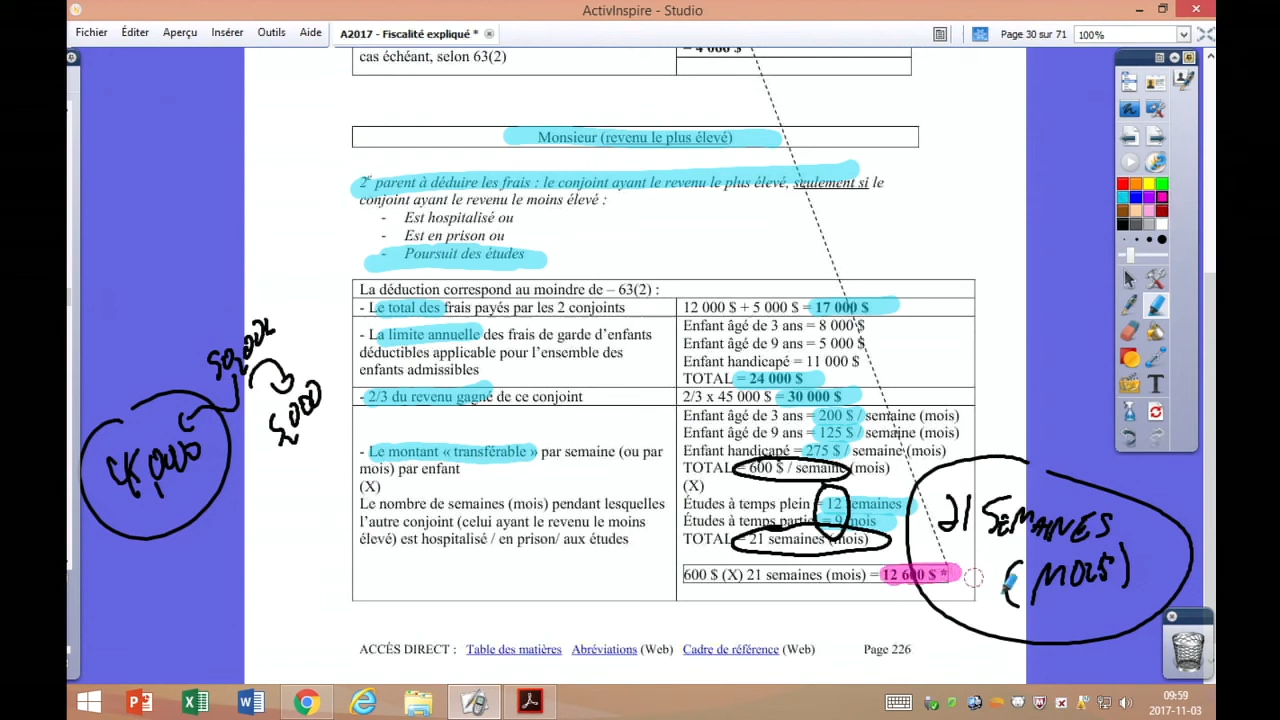 ActivInspire - Studio
Fichier Éditer Aperçu Insérer Outils Aide A2017 - Fiscalité expliqué * Page 30 sur 71 100%
cas échéant, selon 63(2)
= 4 000 $
Monsieur (revenu le plus élevé)
2e parent à déduire les frais : le conjoint ayant le revenu le plus élevé, seulement si le
conjoint ayant le revenu le moins élevé :
- Est hospitalisé ou
- Est en prison ou
- Poursuit des études
La déduction correspond au moindre de – 63(2) :
- Le total des frais payés par les 2 conjoints
12 000 $ + 5 000 $ = 17 000 $
- La limite annuelle des frais de garde d'enfants
déductibles applicable pour l'ensemble des
enfants admissibles
Enfant âgé de 3 ans = 8 000 $
Enfant âgé de 9 ans = 5 000 $
Enfant handicapé = 11 000 $
TOTAL = 24 000 $
- 2/3 du revenu gagné de ce conjoint
2/3 x 45 000 $ = 30 000 $
- Le montant « transférable » par semaine (ou par
mois) par enfant
(X)
Le nombre de semaines (mois) pendant lesquelles
l'autre conjoint (celui ayant le revenu le moins
élevé) est hospitalisé / en prison/ aux études
Enfant âgé de 3 ans = 200 $ / semaine (mois)
Enfant âgé de 9 ans = 125 $ / semaine (mois)
Enfant handicapé = 275 $ / semaine (mois)
TOTAL = 600 $ / semaine (mois)
(X)
Études à temps plein = 12 semaines
Études à temps partiel = 9 mois
TOTAL = 21 semaines (mois)
600 $ (X) 21 semaines (mois) = 12 600 $ *
5000
21 SEMAINES
(MOIS)
ACCÈS DIRECT : Table des matières Abréviations (Web) Cadre de référence (Web) Page 226
09:59
2017-11-03